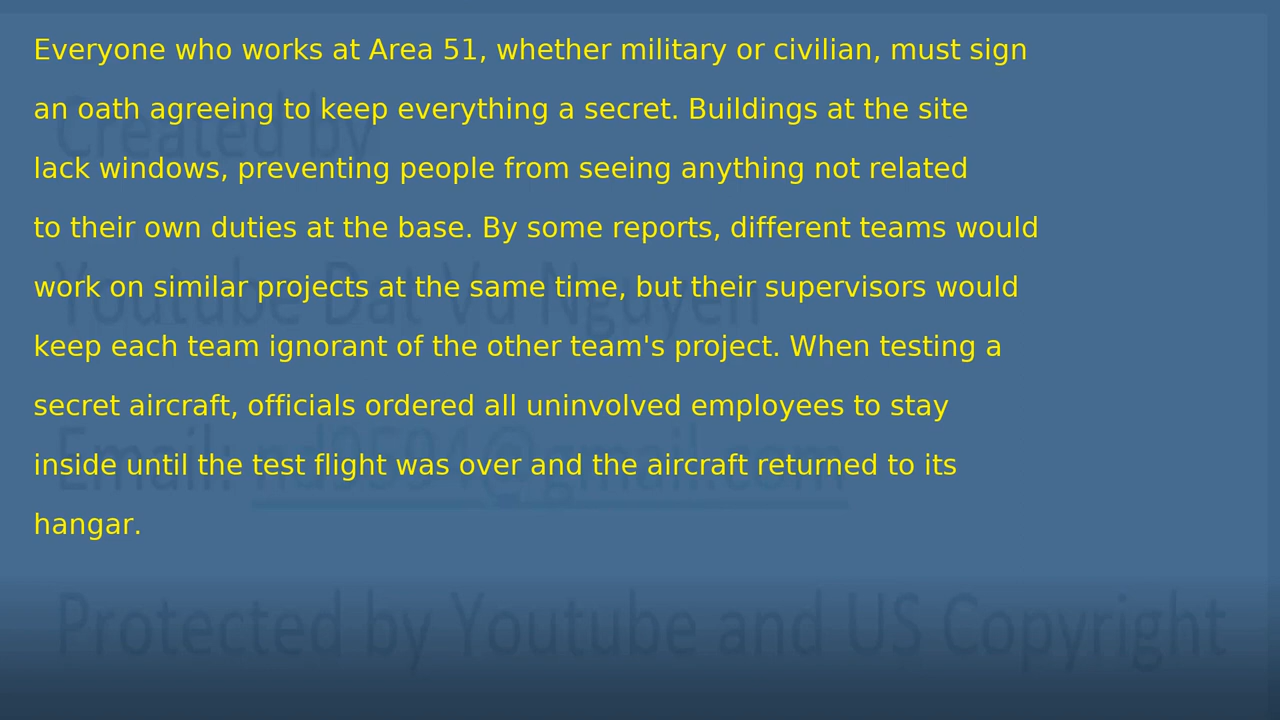 Everyone who works at Area 51, whether military or civilian, must sign
an oath agreeing to keep everything a secret. Buildings at the site
lack windows, preventing people from seeing anything not related
to their own duties at the base. By some reports, different teams would
work on similar projects at the same time, but their supervisors would
keep each team ignorant of the other team's project. When testing a
secret aircraft, officials ordered all uninvolved employees to stay
inside until the test flight was over and the aircraft returned to its
hangar.
Created by
Youtube Dat Vu Nguyen
Email: nd9594@gmail.com
Protected by Youtube and US Copyright